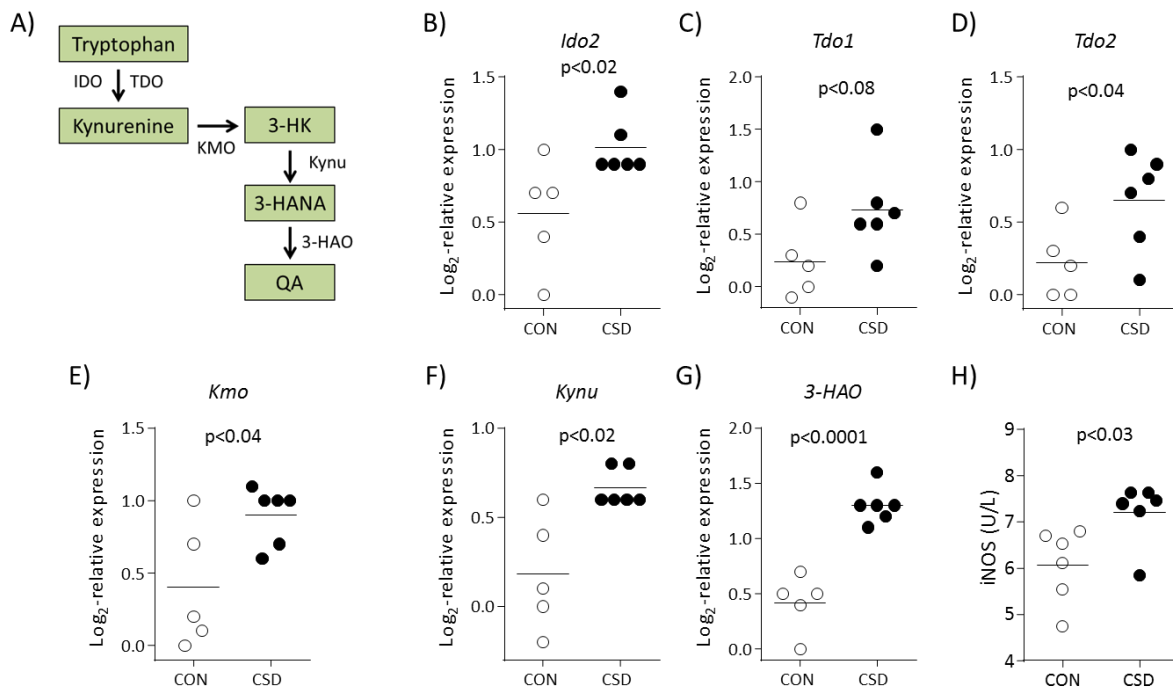 A)
Tryptophan
IDO TDO
Kynurenine
KMO
3-HK
Kynu
3-HANA
3-HAO
QA
B)
Ido2
p<0.02
Log2-relative expression
1.5
1.0
0.5
0.0
CON CSD
C)
Tdo1
p<0.08
Log2-relative expression
2.0
1.5
1.0
0.5
0.0
CON CSD
D)
Tdo2
p<0.04
Log2-relative expression
1.5
1.0
0.5
0.0
CON CSD
E)
Kmo
p<0.04
Log2-relative expression
1.5
1.0
0.5
0.0
CON CSD
F)
Kynu
p<0.02
Log2-relative expression
1.0
0.5
0.0
CON CSD
G)
3-HAO
p<0.0001
Log2-relative expression
2.0
1.5
1.0
0.5
0.0
CON CSD
H)
p<0.03
iNOS (U/L)
9
8
7
6
5
4
CON CSD